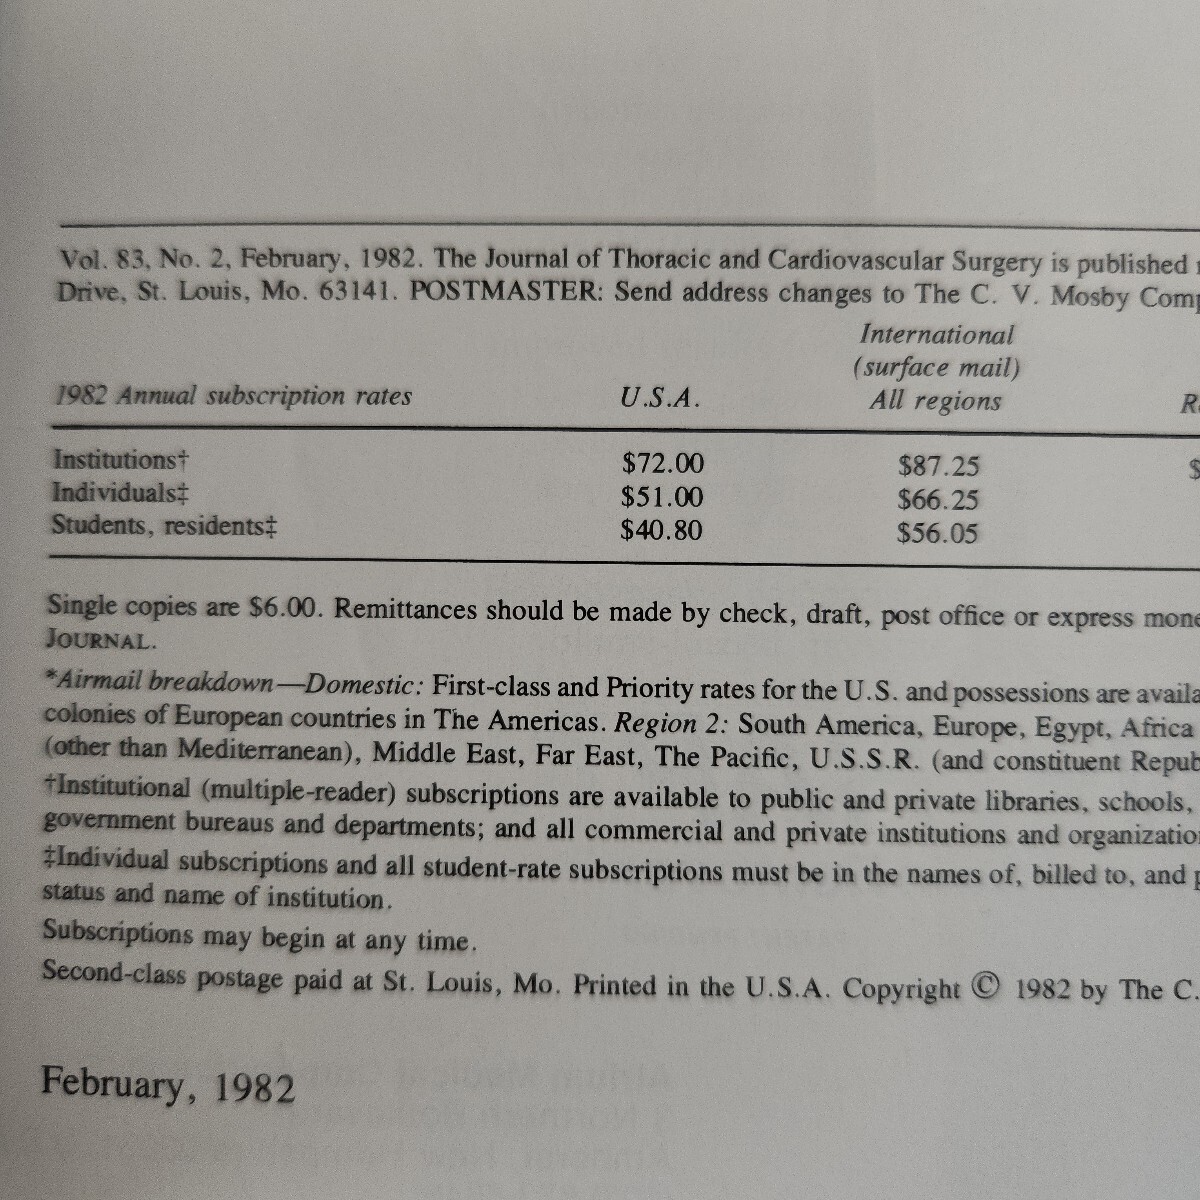 Vol. 83, No. 2, February, 1982. The Journal of Thoracic and Cardiovascular Surgery is published
Drive, St. Louis, Mo. 63141. POSTMASTER: Send address changes to The C. V. Mosby Comp
International
(surface mail)
1982 Annual subscription rates U.S.A. All regions R
Institutions† $72.00 $87.25 $
Individuals‡ $51.00 $66.25
Students, residents‡ $40.80 $56.05
Single copies are $6.00. Remittances should be made by check, draft, post office or express mone
JOURNAL.
*Airmail breakdown—Domestic: First-class and Priority rates for the U.S. and possessions are availa
colonies of European countries in The Americas. Region 2: South America, Europe, Egypt, Africa
(other than Mediterranean), Middle East, Far East, The Pacific, U.S.S.R. (and constituent Repub
†Institutional (multiple-reader) subscriptions are available to public and private libraries, schools,
government bureaus and departments; and all commercial and private institutions and organizatio
‡Individual subscriptions and all student-rate subscriptions must be in the names of, billed to, and p
status and name of institution.
Subscriptions may begin at any time.
Second-class postage paid at St. Louis, Mo. Printed in the U.S.A. Copyright © 1982 by The C.
February, 1982